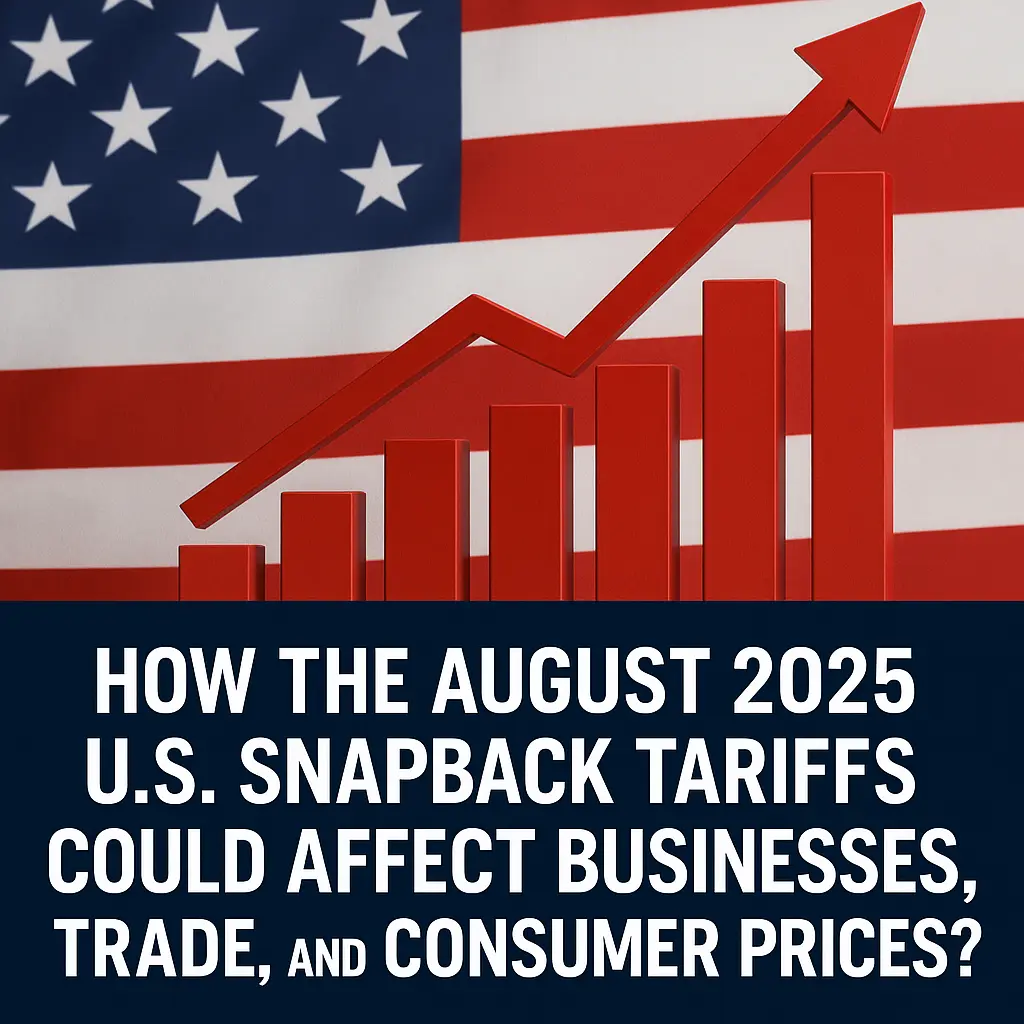 HOW THE AUGUST 2025
U.S. SNAPBACK TARIFFS
COULD AFFECT BUSINESSES,
TRADE, AND CONSUMER PRICES?